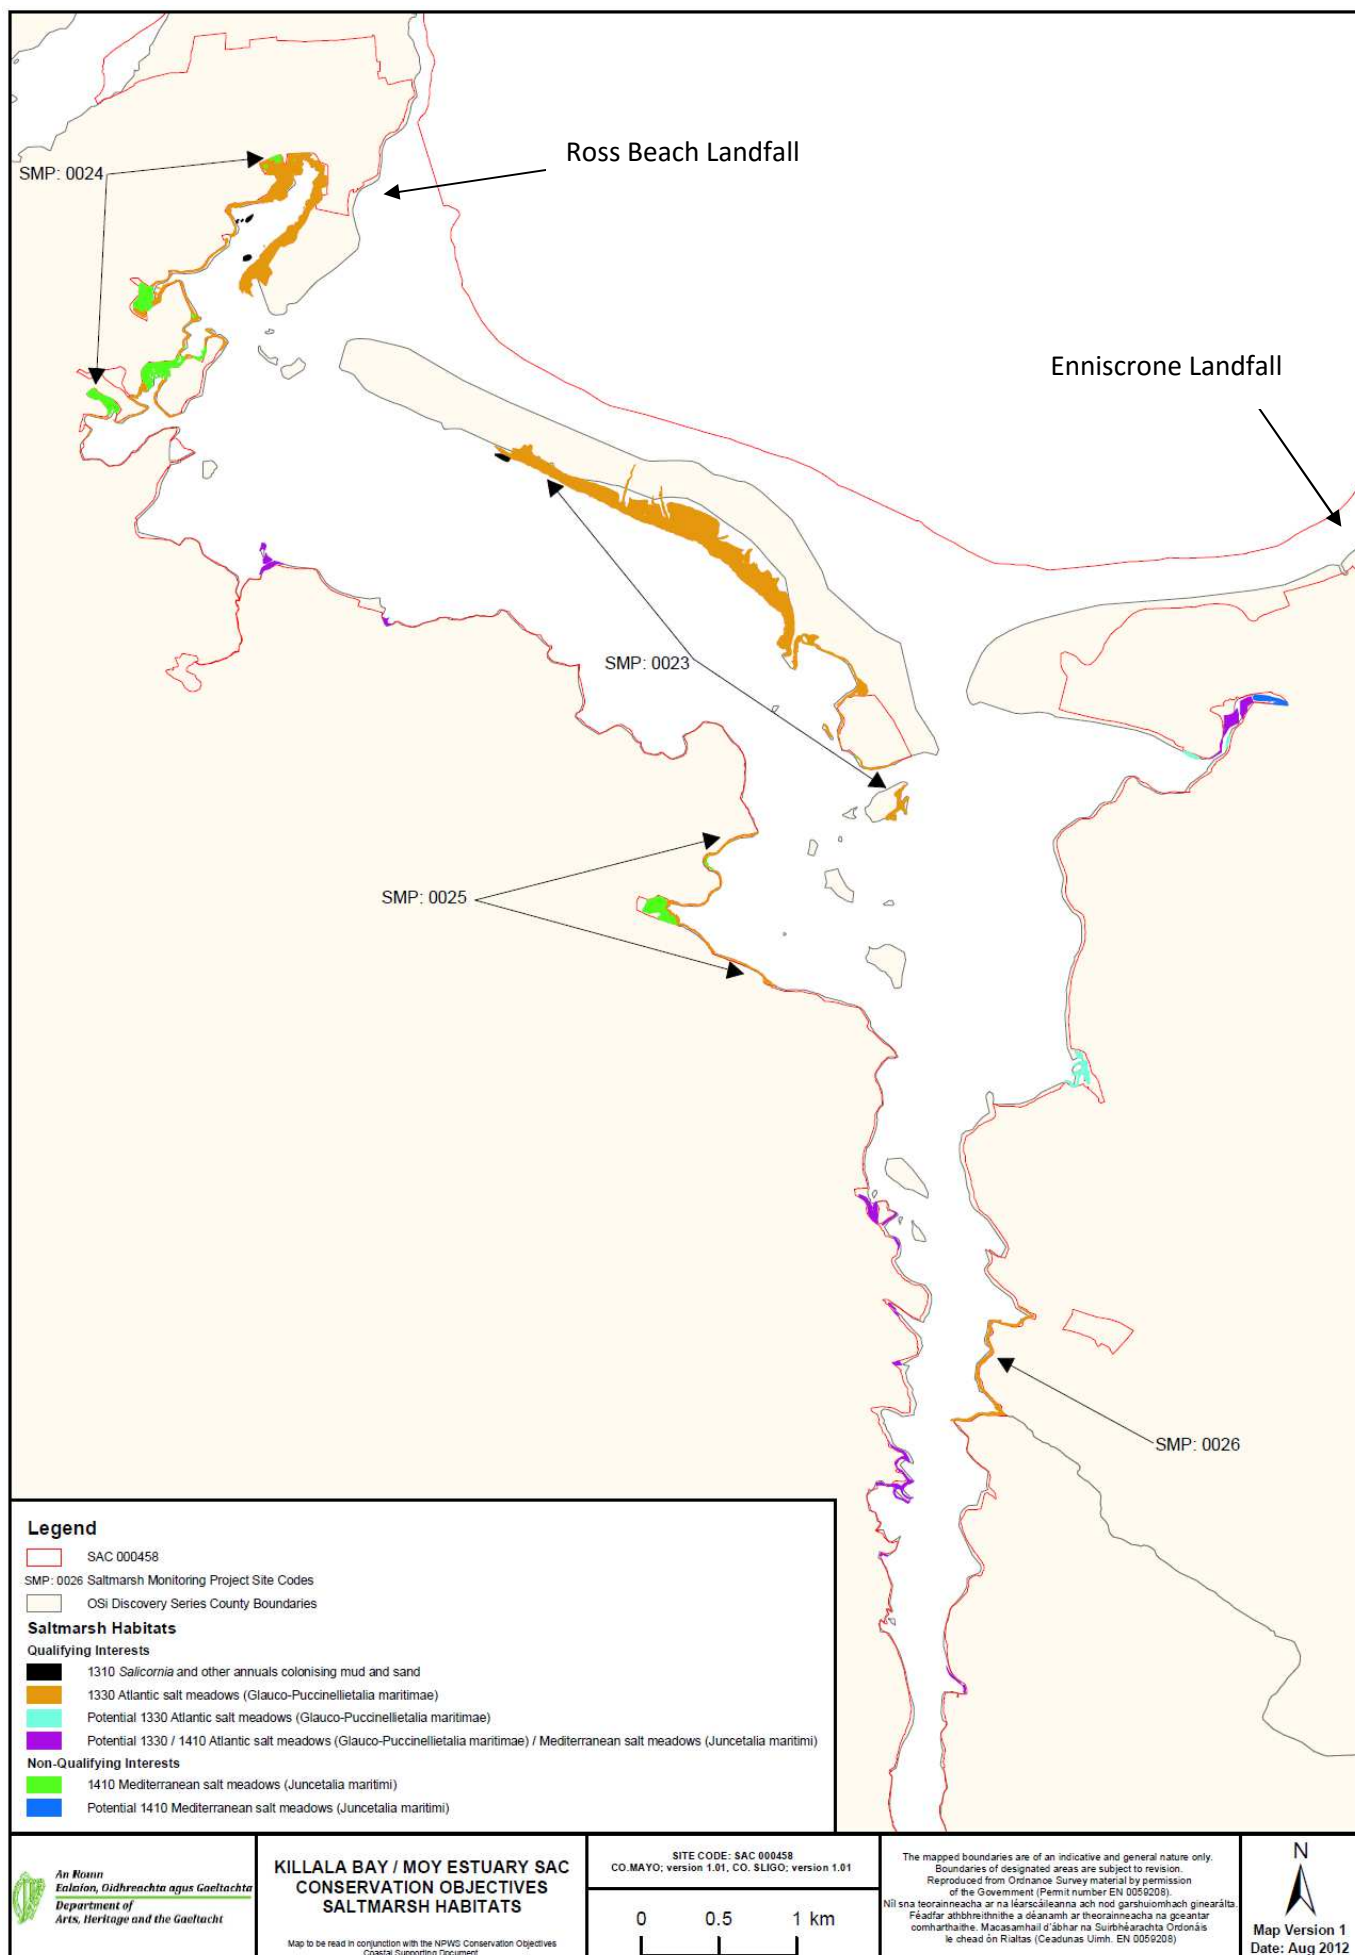 Ross Beach Landfall
SMP: 0024
Enniscrone Landfall
SMP: 0023
SMP: 0025
SMP: 0026
Legend
SAC 000458
SMP: 0026 Saltmarsh Monitoring Project Site Codes
OSi Discovery Series County Boundaries
Saltmarsh Habitats
Qualifying Interests
1310 Salicornia and other annuals colonising mud and sand
1330 Atlantic salt meadows (Glauco-Puccinellietalia maritimae)
Potential 1330 Atlantic salt meadows (Glauco-Puccinellietalia maritimae)
Potential 1330 / 1410 Atlantic salt meadows (Glauco-Puccinellietalia maritimae) / Mediterranean salt meadows (Juncetalia maritimi)
Non-Qualifying Interests
1410 Mediterranean salt meadows (Juncetalia maritimi)
Potential 1410 Mediterranean salt meadows (Juncetalia maritimi)
An Roinn
Ealaíon, Oidhreachta agus Gaeltachta
Department of
Arts, Heritage and the Gaeltacht
KILLALA BAY / MOY ESTUARY SAC
CONSERVATION OBJECTIVES
SALTMARSH HABITATS
Map to be read in conjunction with the NPWS Conservation Objectives
Coastal Supporting Document
SITE CODE: SAC 000458
CO.MAYO; version 1.01, CO. SLIGO; version 1.01
0 0.5 1 km
The mapped boundaries are of an indicative and general nature only.
Boundaries of designated areas are subject to revision.
Reproduced from Ordnance Survey material by permission
of the Government (Permit number EN 0059208).
Níl sna teorainneacha ar na léarscáileanna ach nod garshuiomhach ginearálta.
Féadfar athbhreithnithe a déanamh ar theorainneacha na gceantar
comharthaithe. Macasamhail d'ábhar na Suirbhéarachta Ordonáis
le chead ón Rialtas (Ceadunas Uimh. EN 0059208)
N
Map Version 1
Date: Aug 2012